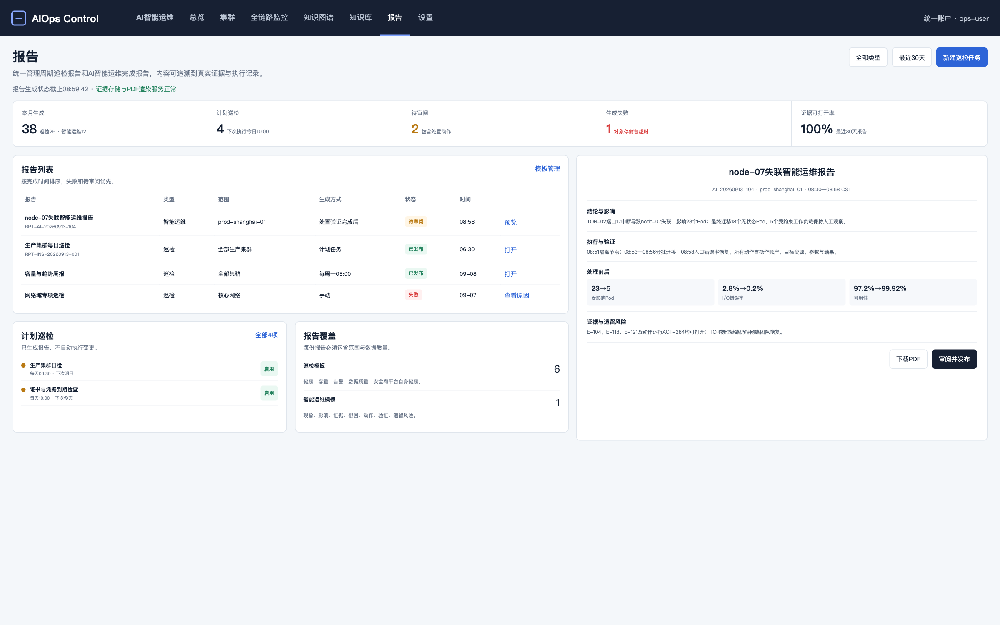 AIOps Control
AI智能运维 总览 集群 全链路监控 知识图谱 知识库 报告 设置
统一账户 · ops-user
报告
统一管理周期巡检报告和AI智能运维完成报告，内容可追溯到真实证据与执行记录。
报告生成状态截止08:59:42 · 证据存储与PDF渲染服务正常
全部类型 最近30天 新建巡检任务
本月生成
38 巡检26 · 智能运维12
计划巡检
4 下次执行今日10:00
待审阅
2 包含处置动作
生成失败
1 对象存储曾超时
证据可打开率
100% 最近30天报告
报告列表
模板管理
按完成时间排序，失败和待审阅优先。
报告 类型 范围 生成方式 状态 时间
node-07失联智能运维报告
RPT-AI-20260913-104
智能运维 prod-shanghai-01 处置验证完成后 待审阅 08:58 预览
生产集群每日巡检
RPT-INS-20260913-001
巡检 全部生产集群 计划任务 已发布 06:30 打开
容量与趋势周报 巡检 全部集群 每周一08:00 已发布 09-08 打开
网络域专项巡检 巡检 核心网络 手动 失败 09-07 查看原因
计划巡检
全部4项
只生成报告，不自动执行变更。
生产集群日检
每天06:30 · 下次明日
启用
证书与凭据到期检查
每天10:00 · 下次今天
启用
报告覆盖
每份报告必须包含范围与数据质量。
巡检模板
6
健康、容量、告警、数据质量、安全和平台自身健康。
智能运维模板
1
现象、影响、证据、根因、动作、验证、遗留风险。
node-07失联智能运维报告
AI-20260913-104 · prod-shanghai-01 · 08:30—08:58 CST
结论与影响
TOR-02端口17中断导致node-07失联，影响23个Pod；最终迁移18个无状态Pod，5个受约束工作负载保持人工观察。
执行与验证
08:51隔离节点；08:53—08:56分批迁移；08:58入口错误率恢复。所有动作含操作账户、目标资源、参数与结果。
处理前后
23→5
受影响Pod
2.8%→0.2%
I/O错误率
97.2%→99.92%
可用性
证据与遗留风险
E-104、E-118、E-121及动作运行ACT-284均可打开；TOR物理链路仍待网络团队恢复。
下载PDF 审阅并发布